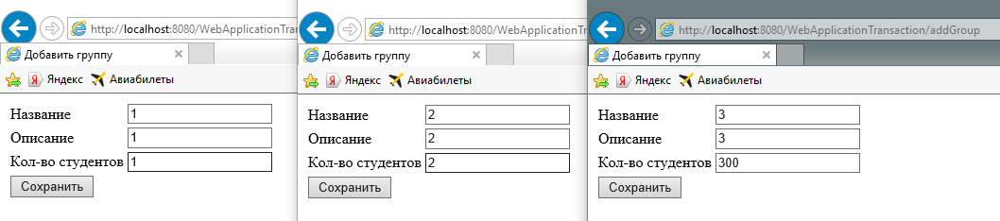 http://localhost:8080/WebApplicationTran
Добавить группу
Яндекс Авиабилеты
Название 1
Описание 1
Кол-во студентов 1
Сохранить
http://localhost:8080/WebApplicationTr
Добавить группу
Яндекс Авиабилеты
Название 2
Описание 2
Кол-во студентов 2
Сохранить
http://localhost:8080/WebApplicationTransaction/addGroup
Добавить группу
Яндекс Авиабилеты
Название 3
Описание 3
Кол-во студентов 300
Сохранить